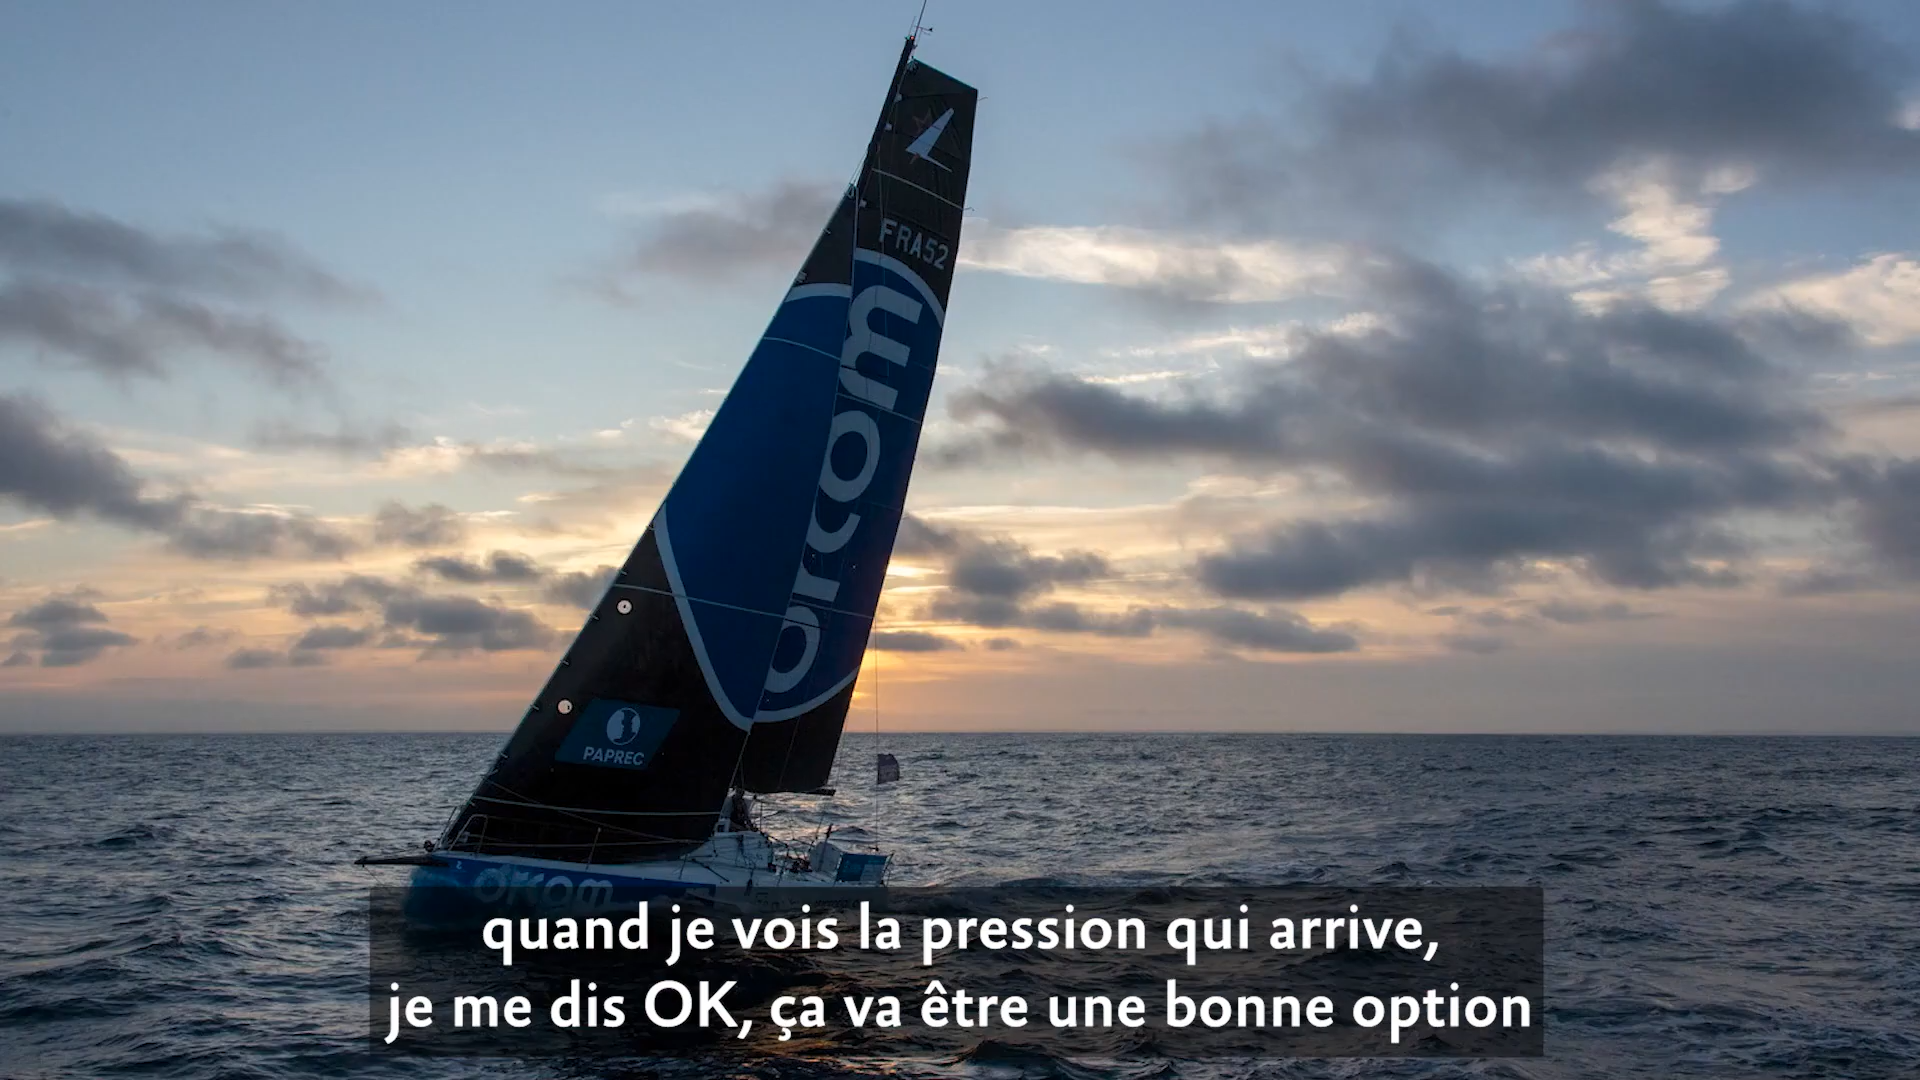 FRA52
orcom
PAPREC
orcom
quand je vois la pression qui arrive,
je me dis OK, ça va être une bonne option